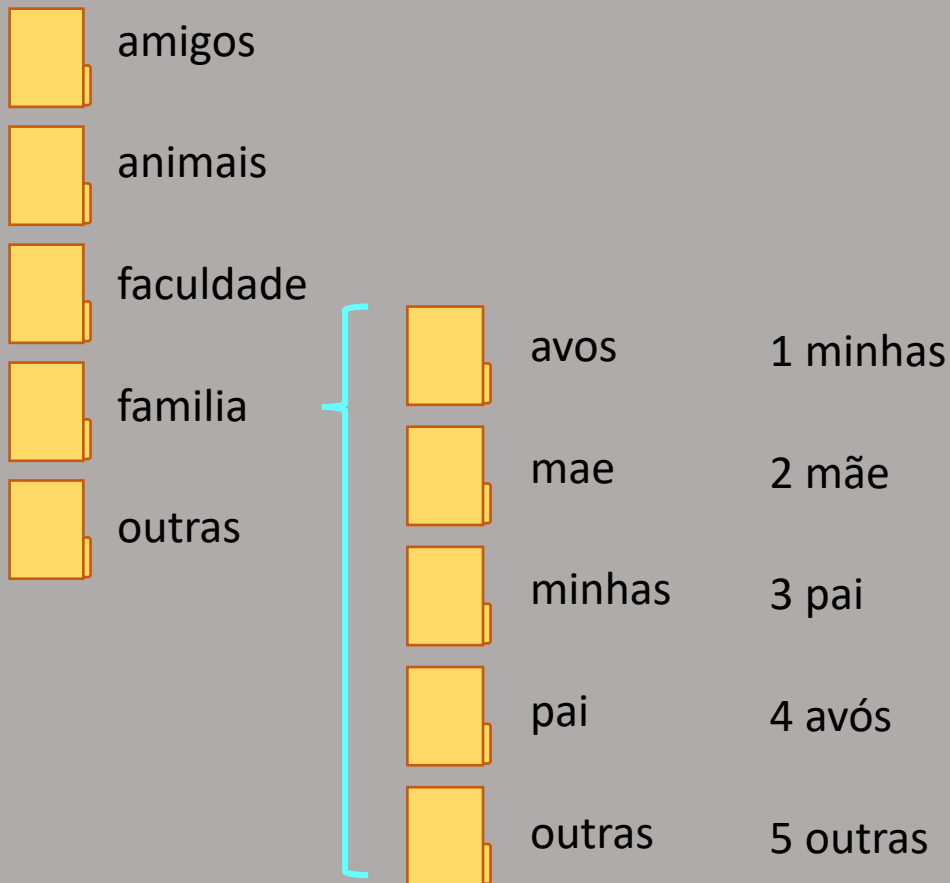 amigos
animais
faculdade
familia
outras
avos
mae
minhas
pai
outras
1 minhas
2 mãe
3 pai
4 avós
5 outras